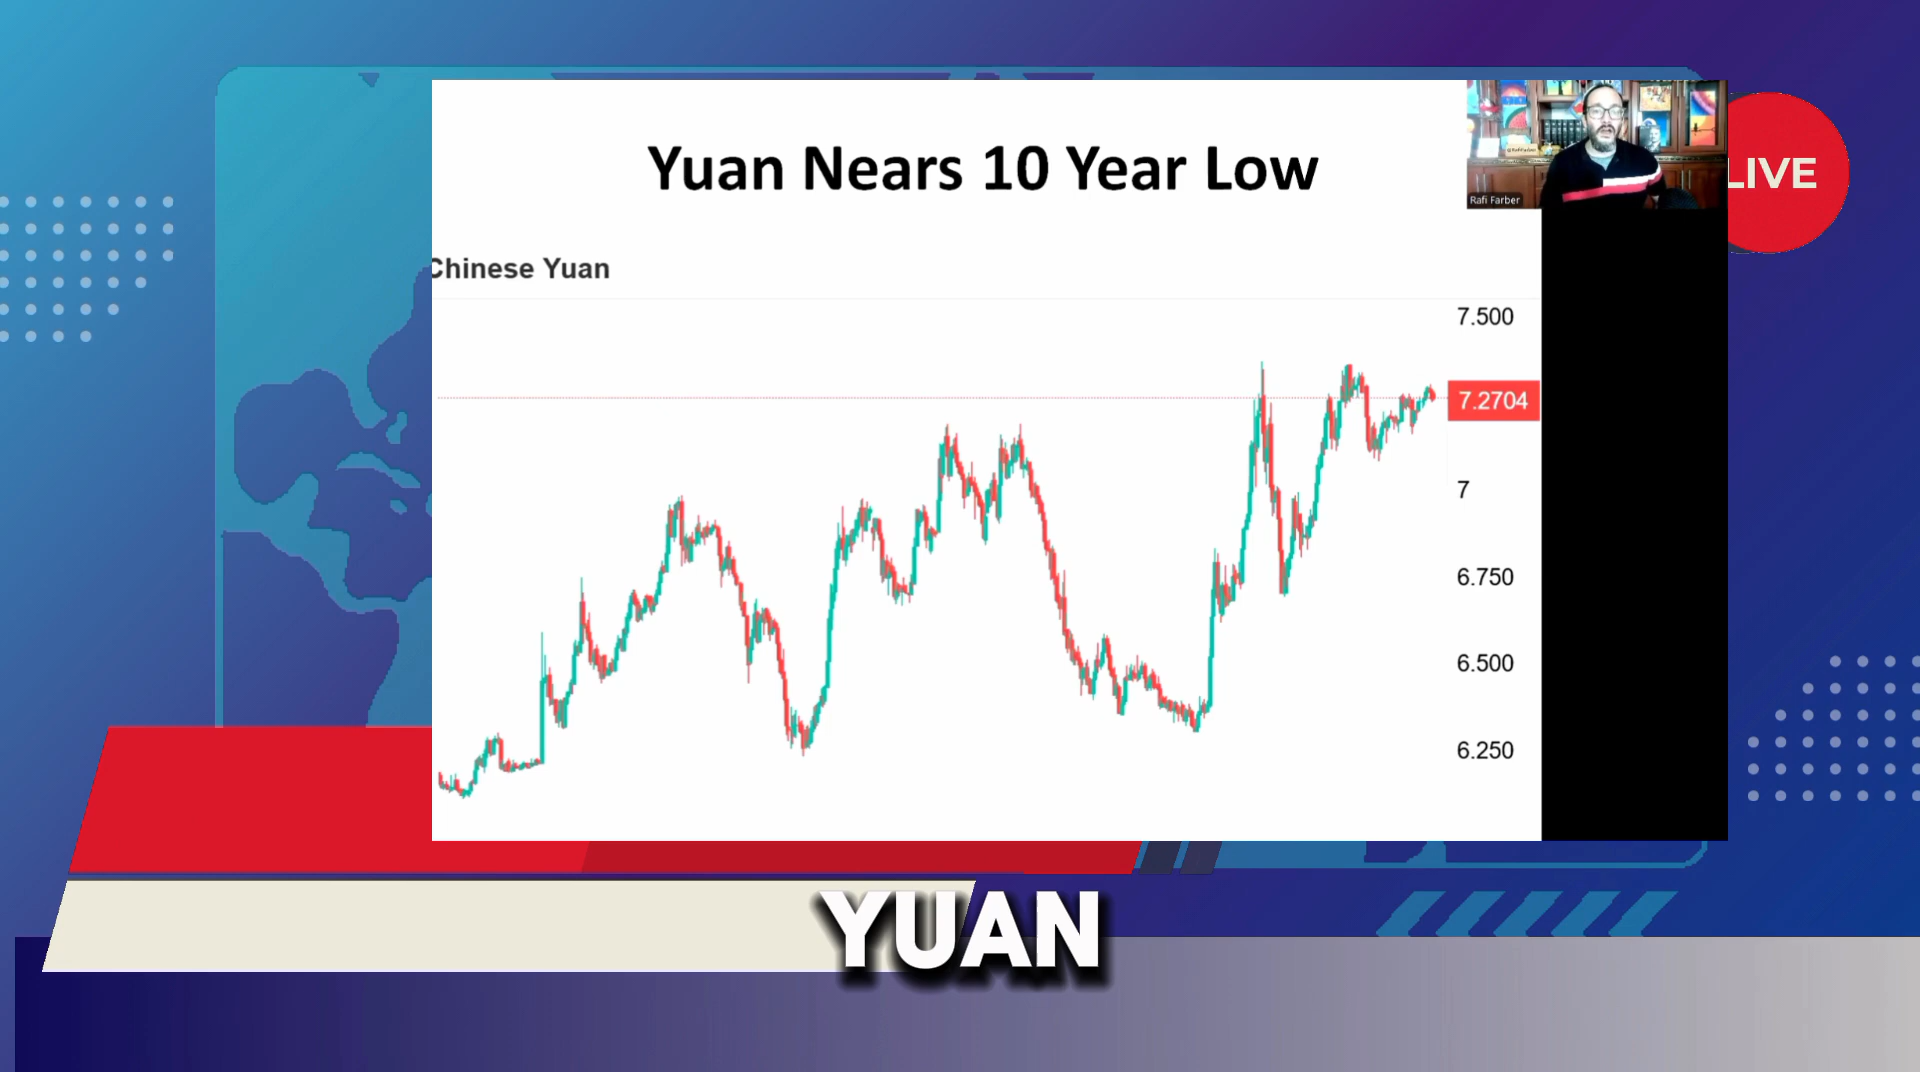 Yuan Nears 10 Year Low
Rafi Farber
LIVE
Chinese Yuan
7.500
7.2704
7
6.750
6.500
6.250
YUAN